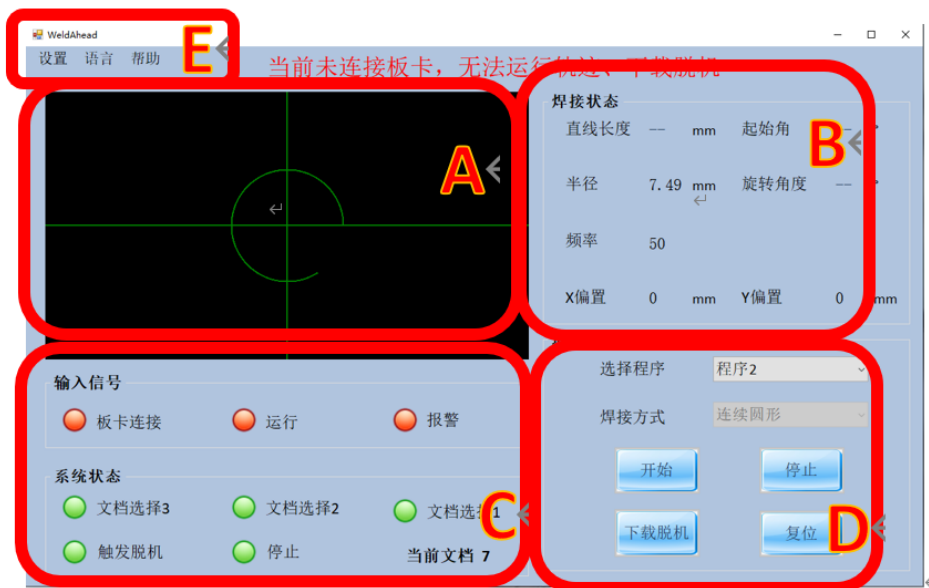 WeldAhead
设置 语言 帮助
E
当前未连接板卡，无法运行轨迹、下载脱机
A
焊接状态
直线长度 -- mm 起始角 --
B
半径 7.49 mm 旋转角度 --
频率 50
X偏置 0 mm Y偏置 0 mm
输入信号
板卡连接 运行 报警
系统状态
文档选择3 文档选择2 文档选择1
触发脱机 停止 当前文档 7
C
选择程序 程序2
焊接方式 连续圆形
开始 停止
下载脱机 复位
D